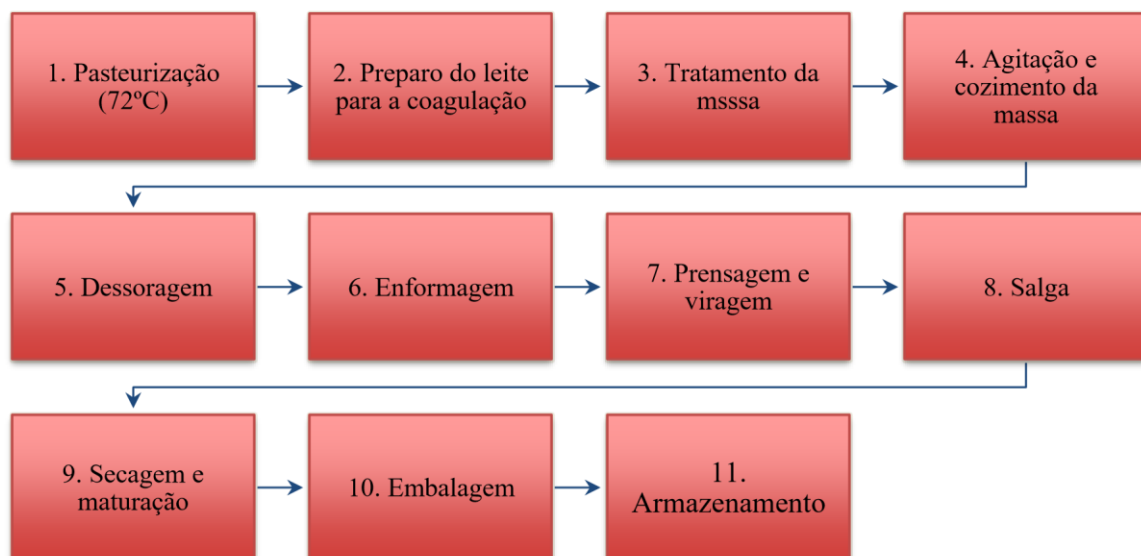 1. Pasteurização
(72ºC)
2. Preparo do leite
para a coagulação
3. Tratamento da
msssa
4. Agitação e
cozimento da
massa
5. Dessoragem
6. Enformagem
7. Prensagem e
viragem
8. Salga
9. Secagem e
maturação
10. Embalagem
11.
Armazenamento